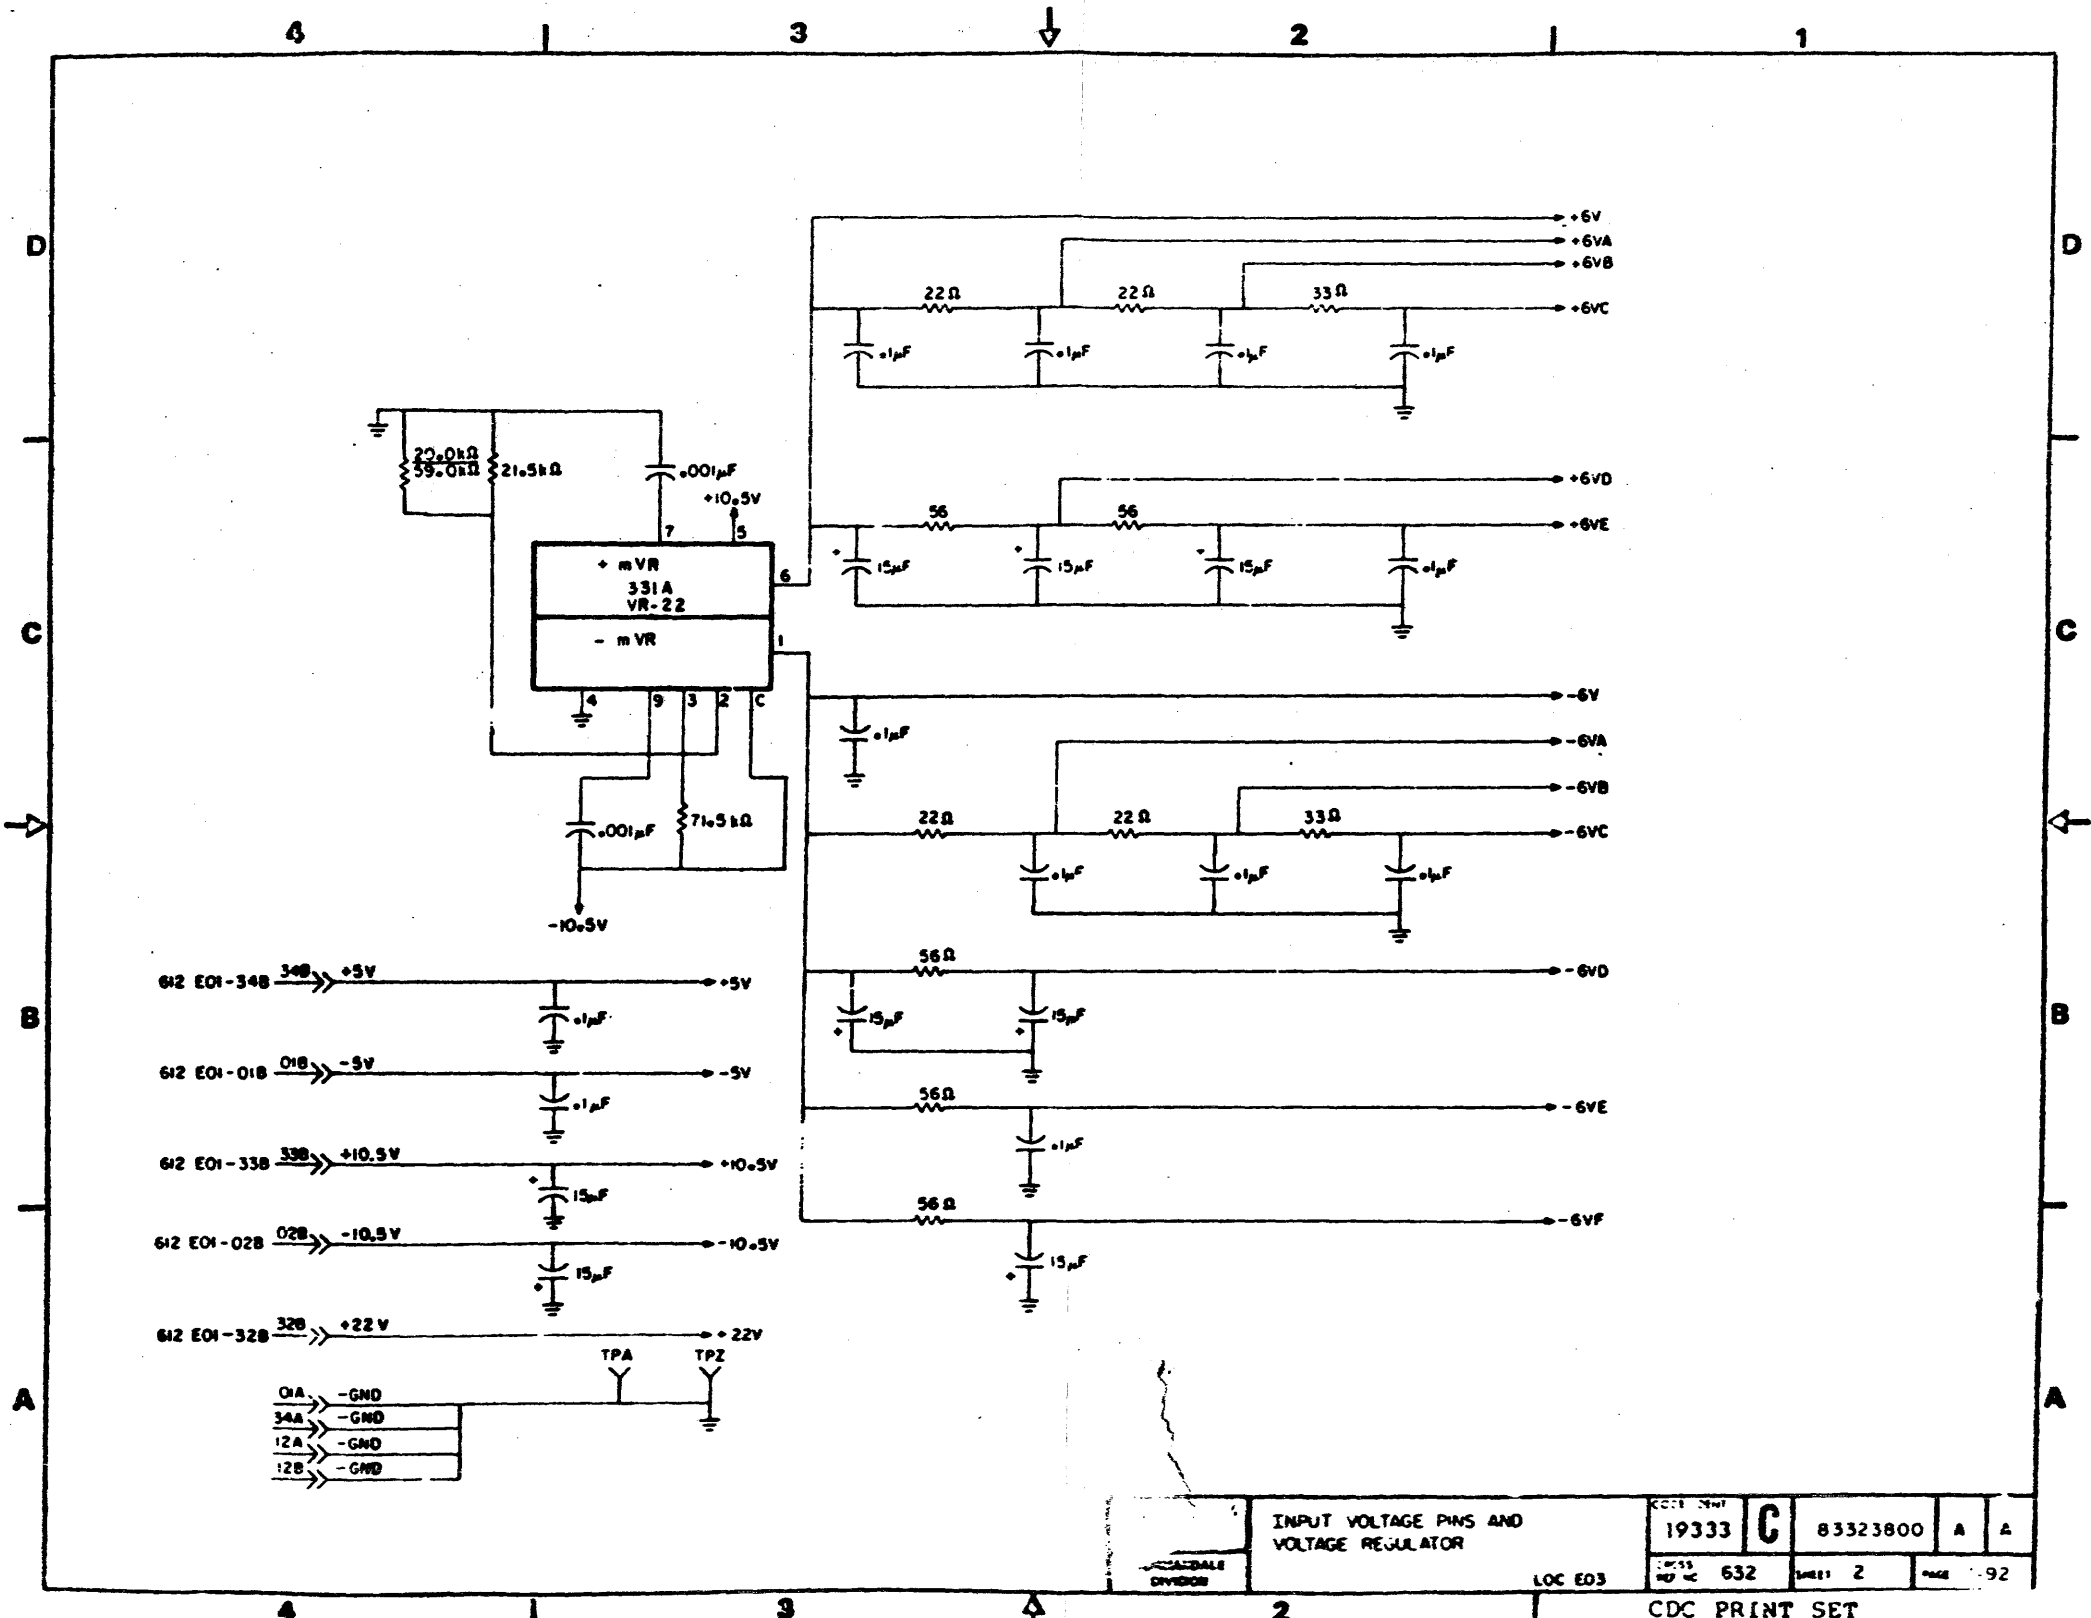 4 3 2 1
D D
C C
B B
A A
+6V
+6VA
+6VB
22Ω 22Ω 33Ω
+6VC
.1µF .1µF .1µF .1µF
20.0kΩ
59.0kΩ
21.5kΩ
.001µF
+10.5V
7 5
+ mVR
331A
VR-22
6
- mVR
1
4 9 3 2 C
.001µF
71.5kΩ
-10.5V
+6VD
56 56
+6VE
+ 15µF + 15µF + 15µF .1µF
-6V
.1µF
-6VA
-6VB
22Ω 22Ω 33Ω
-6VC
.1µF .1µF .1µF
56Ω
-6VD
15µF + 15µF +
56Ω
-6VE
.1µF
56Ω
-6VF
15µF +
612 E01-34B 34B +5V +5V
.1µF
612 E01-01B 01B -5V -5V
.1µF
612 E01-33B 33B +10.5V +10.5V
+ 15µF
612 E01-02B 02B -10.5V -10.5V
15µF +
612 E01-32B 32B +22V +22V
TPA TPZ
01A -GND
34A -GND
12A -GND
12B -GND
DIVISION
INPUT VOLTAGE PINS AND
VOLTAGE REGULATOR
LOC E03
19333 C 83323800 A A
632 SHEET 2 PAGE -92
4 3 2
CDC PRINT SET